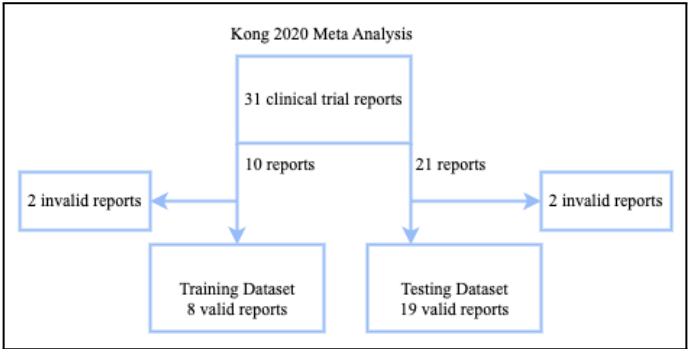 Kong 2020 Meta Analysis
31 clinical trial reports
10 reports
21 reports
2 invalid reports
2 invalid reports
Training Dataset
8 valid reports
Testing Dataset
19 valid reports